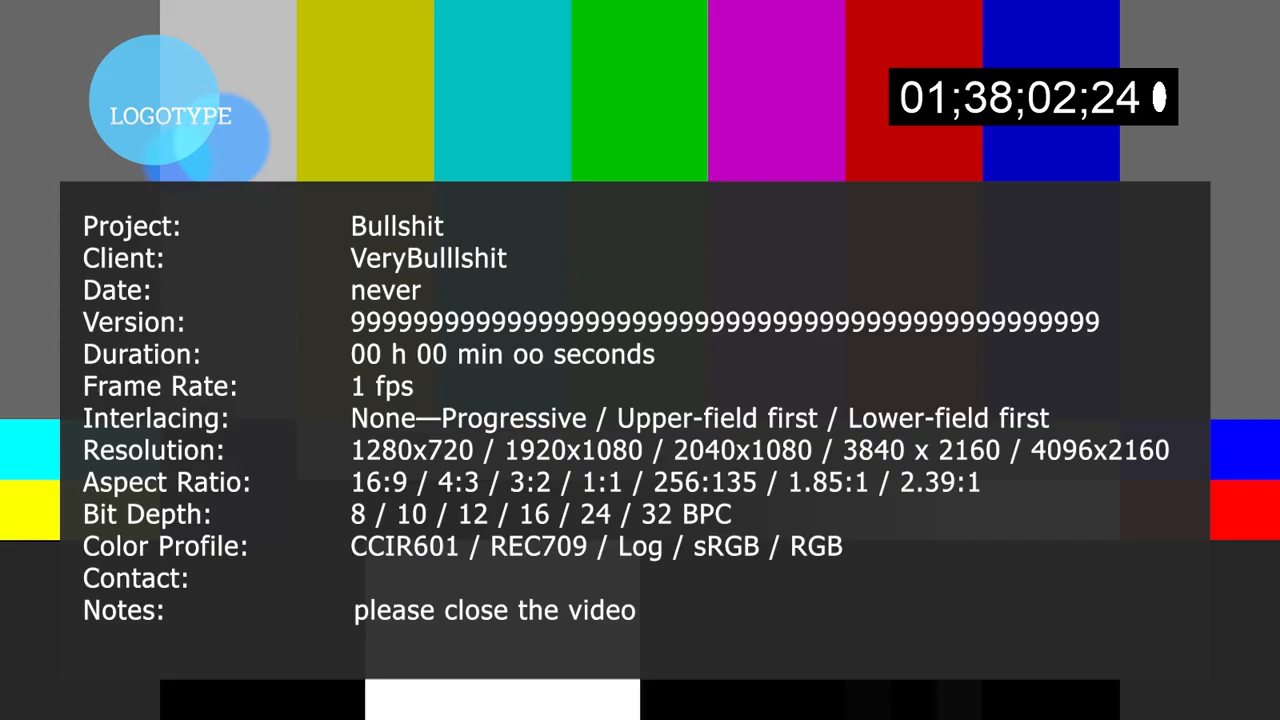 LOGOTYPE
01;38;02;24
Project: Bullshit
Client: VeryBulllshit
Date: never
Version: 999999999999999999999999999999999999999999999999
Duration: 00 h 00 min oo seconds
Frame Rate: 1 fps
Interlacing: None—Progressive / Upper-field first / Lower-field first
Resolution: 1280x720 / 1920x1080 / 2040x1080 / 3840 x 2160 / 4096x2160
Aspect Ratio: 16:9 / 4:3 / 3:2 / 1:1 / 256:135 / 1.85:1 / 2.39:1
Bit Depth: 8 / 10 / 12 / 16 / 24 / 32 BPC
Color Profile: CCIR601 / REC709 / Log / sRGB / RGB
Contact:
Notes: please close the video